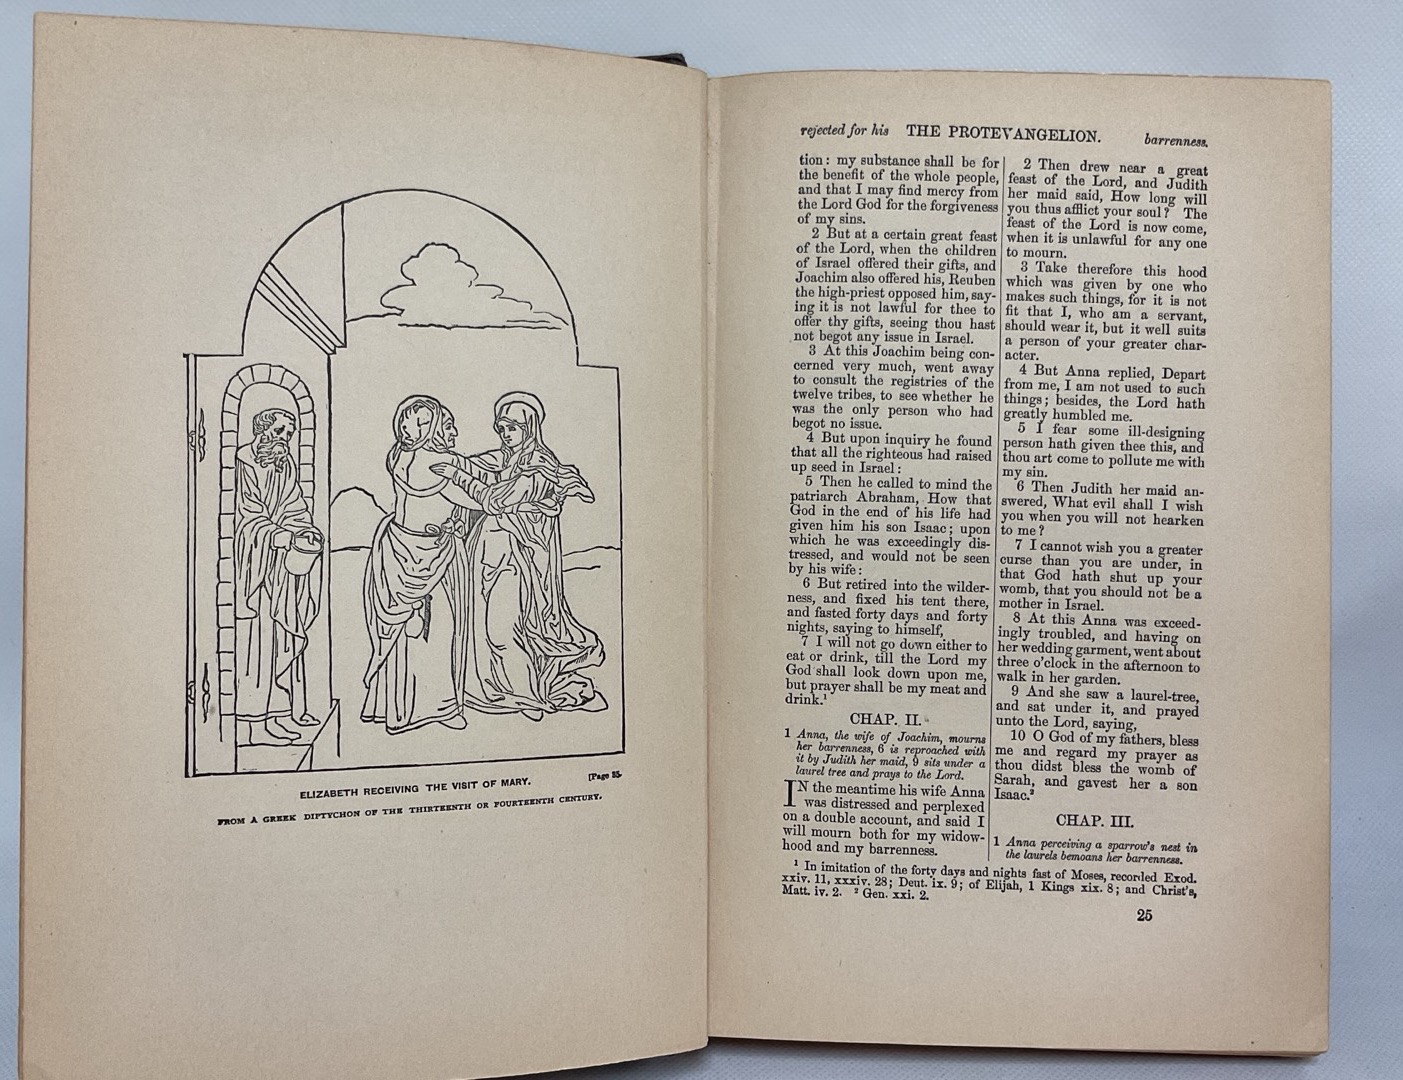 ELIZABETH RECEIVING THE VISIT OF MARY.
[Page 35.
FROM A GREEK DIPTYCHON OF THE THIRTEENTH OR FOURTEENTH CENTURY.
rejected for his THE PROTEVANGELION. barrenness.
tion: my substance shall be for
the benefit of the whole people,
and that I may find mercy from
the Lord God for the forgiveness
of my sins.
2 But at a certain great feast
of the Lord, when the children
of Israel offered their gifts, and
Joachim also offered his, Reuben
the high-priest opposed him, say-
ing it is not lawful for thee to
offer thy gifts, seeing thou hast
not begot any issue in Israel.
3 At this Joachim being con-
cerned very much, went away
to consult the registries of the
twelve tribes, to see whether he
was the only person who had
begot no issue.
4 But upon inquiry he found
that all the righteous had raised
up seed in Israel:
5 Then he called to mind the
patriarch Abraham, How that
God in the end of his life had
given him his son Isaac; upon
which he was exceedingly dis-
tressed, and would not be seen
by his wife:
6 But retired into the wilder-
ness, and fixed his tent there,
and fasted forty days and forty
nights, saying to himself,
7 I will not go down either to
eat or drink, till the Lord my
God shall look down upon me,
but prayer shall be my meat and
drink.¹
CHAP. II.
1 Anna, the wife of Joachim, mourns
her barrenness, 6 is reproached with
it by Judith her maid, 9 sits under a
laurel tree and prays to the Lord.
IN the meantime his wife Anna
was distressed and perplexed
on a double account, and said I
will mourn both for my widow-
hood and my barrenness.
2 Then drew near a great
feast of the Lord, and Judith
her maid said, How long will
you thus afflict your soul? The
feast of the Lord is now come,
when it is unlawful for any one
to mourn.
3 Take therefore this hood
which was given by one who
makes such things, for it is not
fit that I, who am a servant,
should wear it, but it well suits
a person of your greater char-
acter.
4 But Anna replied, Depart
from me, I am not used to such
things; besides, the Lord hath
greatly humbled me.
5 I fear some ill-designing
person hath given thee this, and
thou art come to pollute me with
my sin.
6 Then Judith her maid an-
swered, What evil shall I wish
you when you will not hearken
to me?
7 I cannot wish you a greater
curse than you are under, in
that God hath shut up your
womb, that you should not be a
mother in Israel.
8 At this Anna was exceed-
ingly troubled, and having on
her wedding garment, went about
three o'clock in the afternoon to
walk in her garden.
9 And she saw a laurel-tree,
and sat under it, and prayed
unto the Lord, saying,
10 O God of my fathers, bless
me and regard my prayer as
thou didst bless the womb of
Sarah, and gavest her a son
Isaac.²
CHAP. III.
1 Anna perceiving a sparrow's nest in
the laurels bemoans her barrenness.
¹ In imitation of the forty days and nights fast of Moses, recorded Exod.
xxiv. 11, xxxiv. 28; Deut. ix. 9; of Elijah, 1 Kings xix. 8; and Christ's,
Matt. iv. 2. ² Gen. xxi. 2.
25